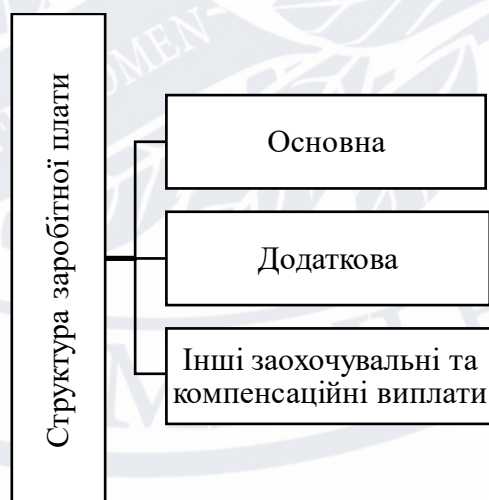 Структура заробітної плати
Основна
Додаткова
Інші заохочувальні та
компенсаційні виплати